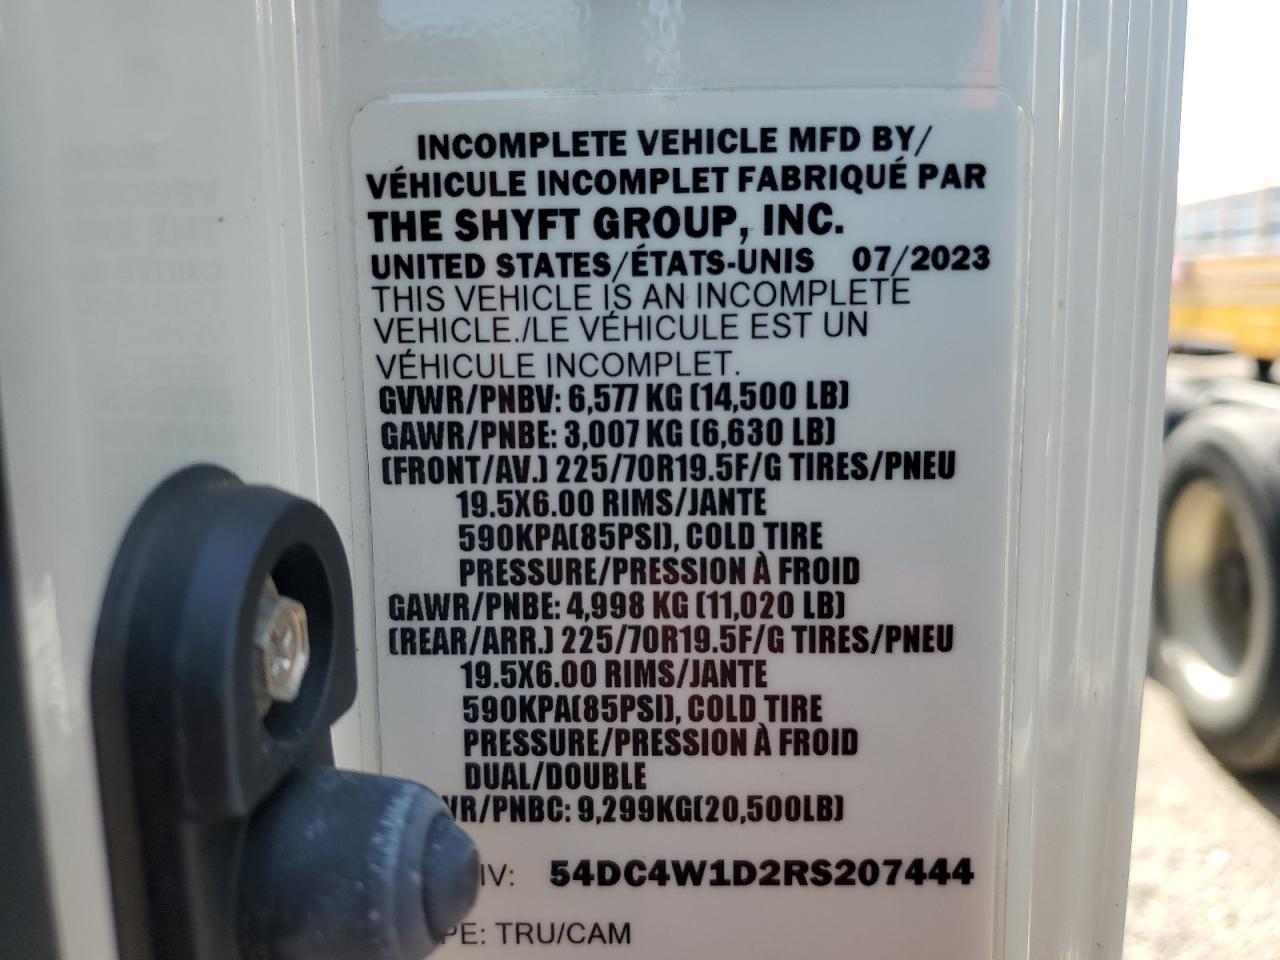 INCOMPLETE VEHICLE MFD BY/
VÉHICULE INCOMPLET FABRIQUÉ PAR
THE SHYFT GROUP, INC.
UNITED STATES/ÉTATS-UNIS 07/2023
THIS VEHICLE IS AN INCOMPLETE
VEHICLE./LE VÉHICULE EST UN
VÉHICULE INCOMPLET.
GVWR/PNBV: 6,577 KG (14,500 LB)
GAWR/PNBE: 3,007 KG (6,630 LB)
(FRONT/AV.) 225/70R19.5F/G TIRES/PNEU
19.5X6.00 RIMS/JANTE
590KPA(85PSI), COLD TIRE
PRESSURE/PRESSION À FROID
GAWR/PNBE: 4,998 KG (11,020 LB)
(REAR/ARR.) 225/70R19.5F/G TIRES/PNEU
19.5X6.00 RIMS/JANTE
590KPA(85PSI), COLD TIRE
PRESSURE/PRESSION À FROID
DUAL/DOUBLE
WR/PNBC: 9,299KG(20,500LB)
IV: 54DC4W1D2RS207444
PE: TRU/CAM